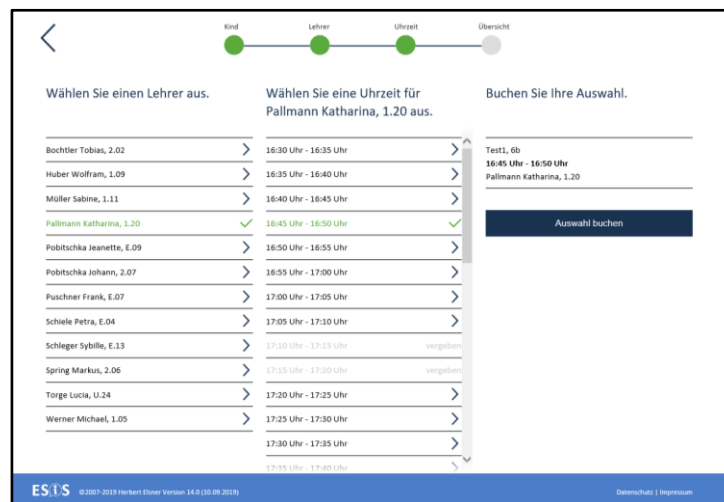 Kind
Lehrer
Uhrzeit
Übersicht
Wählen Sie einen Lehrer aus.
Bochtler Tobias, 2.02
Huber Wolfram, 1.09
Müller Sabine, 1.11
Pallmann Katharina, 1.20
Pobitschka Jeanette, E.09
Pobitschka Johann, 2.07
Puschner Frank, E.07
Schiele Petra, E.04
Schleger Sybille, E.13
Spring Markus, 2.06
Torge Lucia, U.24
Werner Michael, 1.05
Wählen Sie eine Uhrzeit für
Pallmann Katharina, 1.20 aus.
16:30 Uhr - 16:35 Uhr
16:35 Uhr - 16:40 Uhr
16:40 Uhr - 16:45 Uhr
16:45 Uhr - 16:50 Uhr
16:50 Uhr - 16:55 Uhr
16:55 Uhr - 17:00 Uhr
17:00 Uhr - 17:05 Uhr
17:05 Uhr - 17:10 Uhr
17:10 Uhr - 17:15 Uhr vergeben
17:15 Uhr - 17:20 Uhr vergeben
17:20 Uhr - 17:25 Uhr
17:25 Uhr - 17:30 Uhr
17:30 Uhr - 17:35 Uhr
17:35 Uhr - 17:40 Uhr
Buchen Sie Ihre Auswahl.
Test1, 6b
16:45 Uhr - 16:50 Uhr
Pallmann Katharina, 1.20
Auswahl buchen
ESIS ©2007-2019 Herbert Elsner Version 14.0 (10.09.2019)
Datenschutz | Impressum